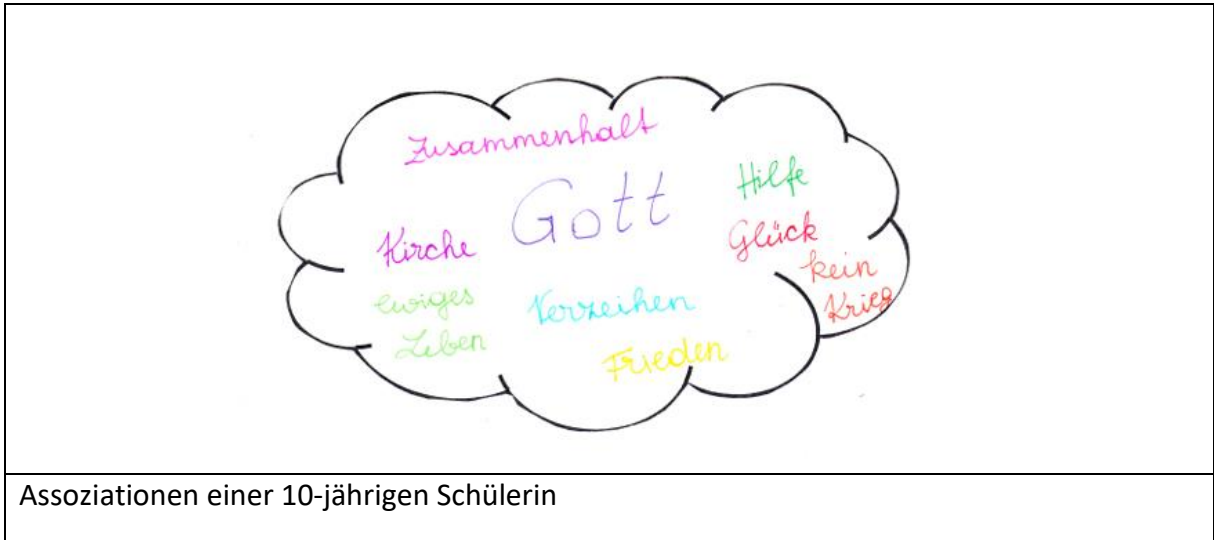 Zusammenhalt
Gott
Hilfe
Kirche
Glück
kein
Krieg
ewiges
Leben
Verzeihen
Frieden
Assoziationen einer 10-jährigen Schülerin